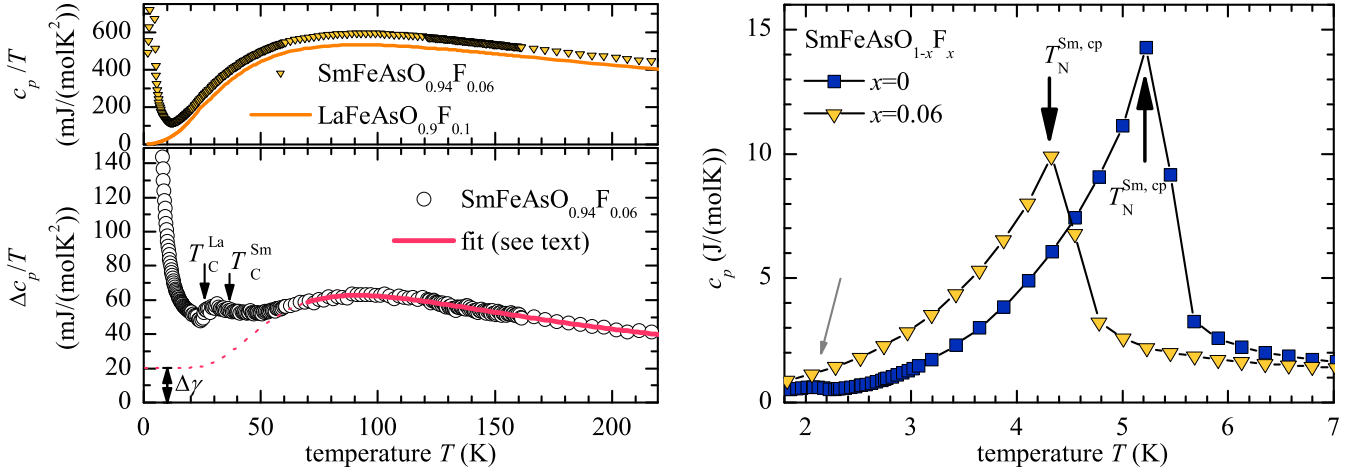 c_p/T
(mJ/(molK²)
600
400
200
0
SmFeAsO₀.₉₄F₀.₀₆
LaFeAsO₀.₉F₀.₁
Δc_p/T
(mJ/(molK²)
140
120
100
80
60
40
20
0
SmFeAsO₀.₉₄F₀.₀₆
fit (see text)
T_C^La
T_C^Sm
Δγ
0 50 100 150 200
temperature T (K)
c_p (J/(molK))
15
10
5
0
SmFeAsO₁₋ₓFₓ
x=0
x=0.06
T_N^Sm, cp
T_N^Sm, cp
2 3 4 5 6 7
temperature T (K)